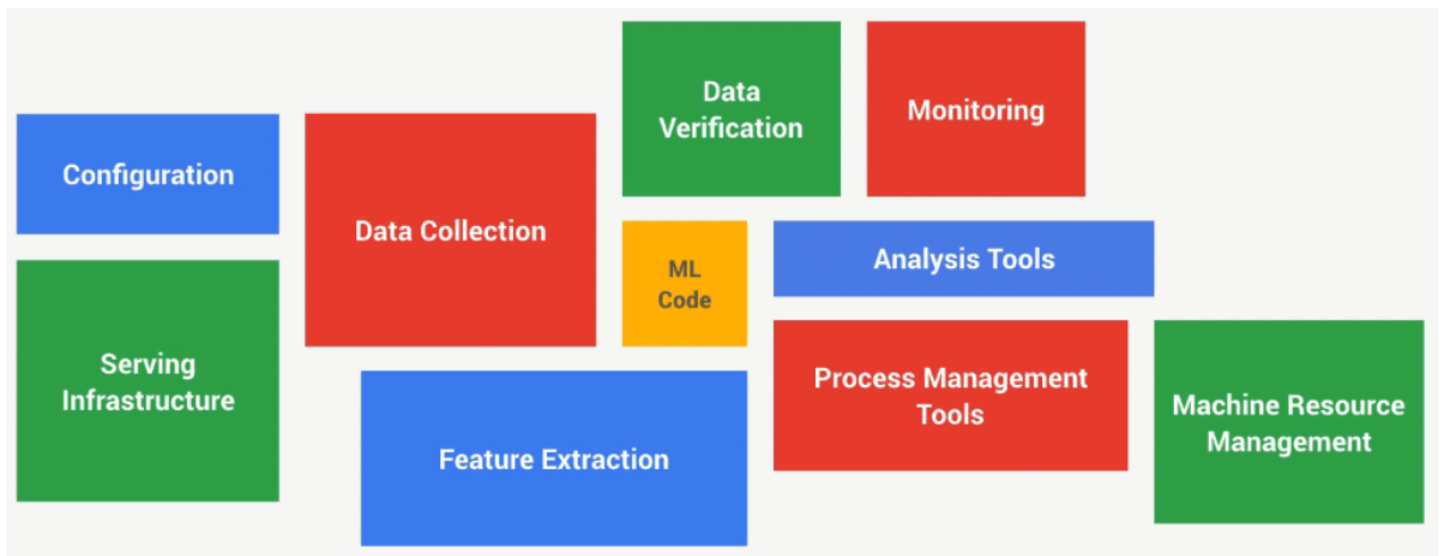 Configuration
Serving
Infrastructure
Data Collection
Feature Extraction
Data
Verification
Monitoring
ML
Code
Analysis Tools
Process Management
Tools
Machine Resource
Management